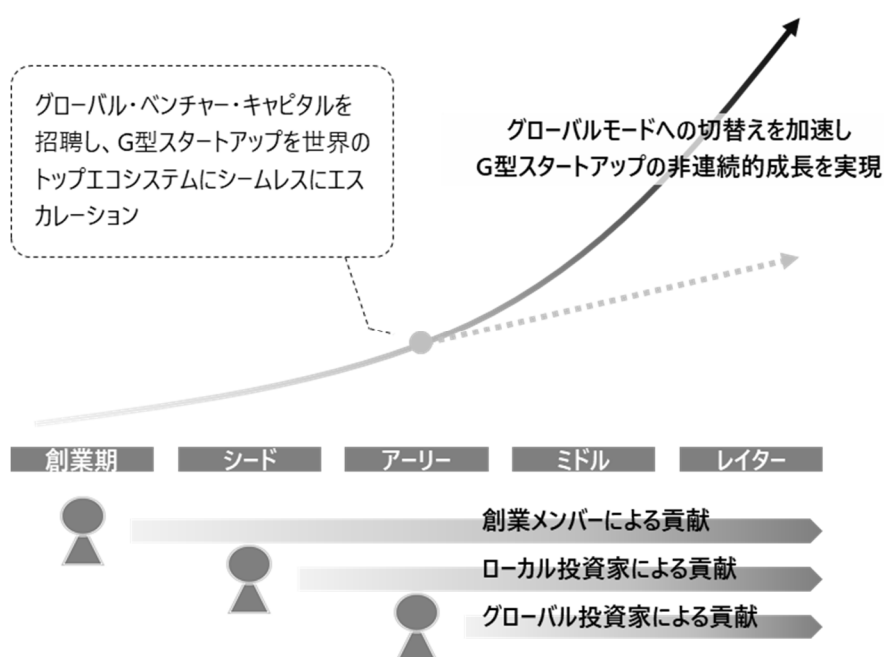 グローバル・ベンチャー・キャピタルを
招聘し、G型スタートアップを世界の
トップエコシステムにシームレスにエス
カレーション
グローバルモードへの切替えを加速し
G型スタートアップの非連続的成長を実現
創業期
シード
アーリー
ミドル
レイター
創業メンバーによる貢献
ローカル投資家による貢献
グローバル投資家による貢献